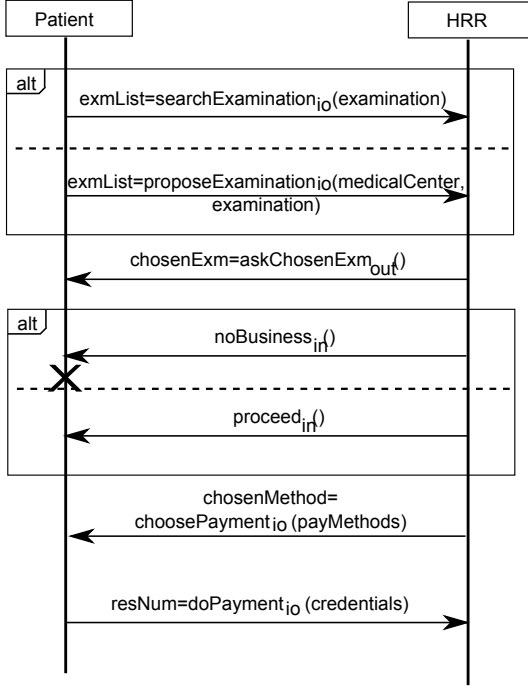 Patient
HRR
alt
exmList=searchExamination_io(examination)
exmList=proposeExamination_io(medicalCenter,
examination)
chosenExm=askChosenExm_out()
alt
noBusiness_in()
proceed_in()
chosenMethod=
choosePayment_io (payMethods)
resNum=doPayment_io (credentials)